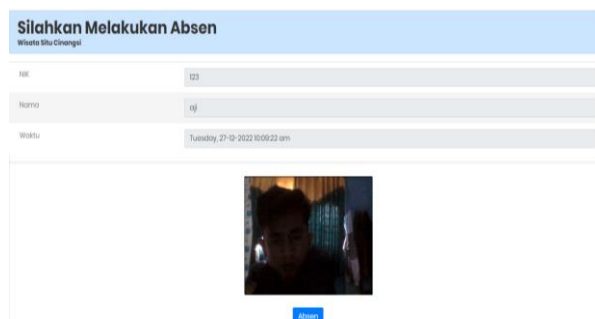 Silahkan Melakukan Absen
Wisata Situ Cinangsi
NIK 123
Nama aji
Waktu Tuesday, 27-12-2022 10:09:22 am
Absen